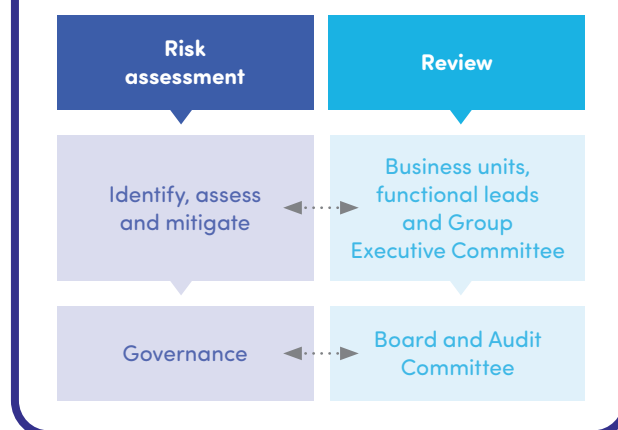 Risk
assessment
Review
Identify, assess
and mitigate
Business units,
functional leads
and Group
Executive Committee
Governance
Board and Audit
Committee